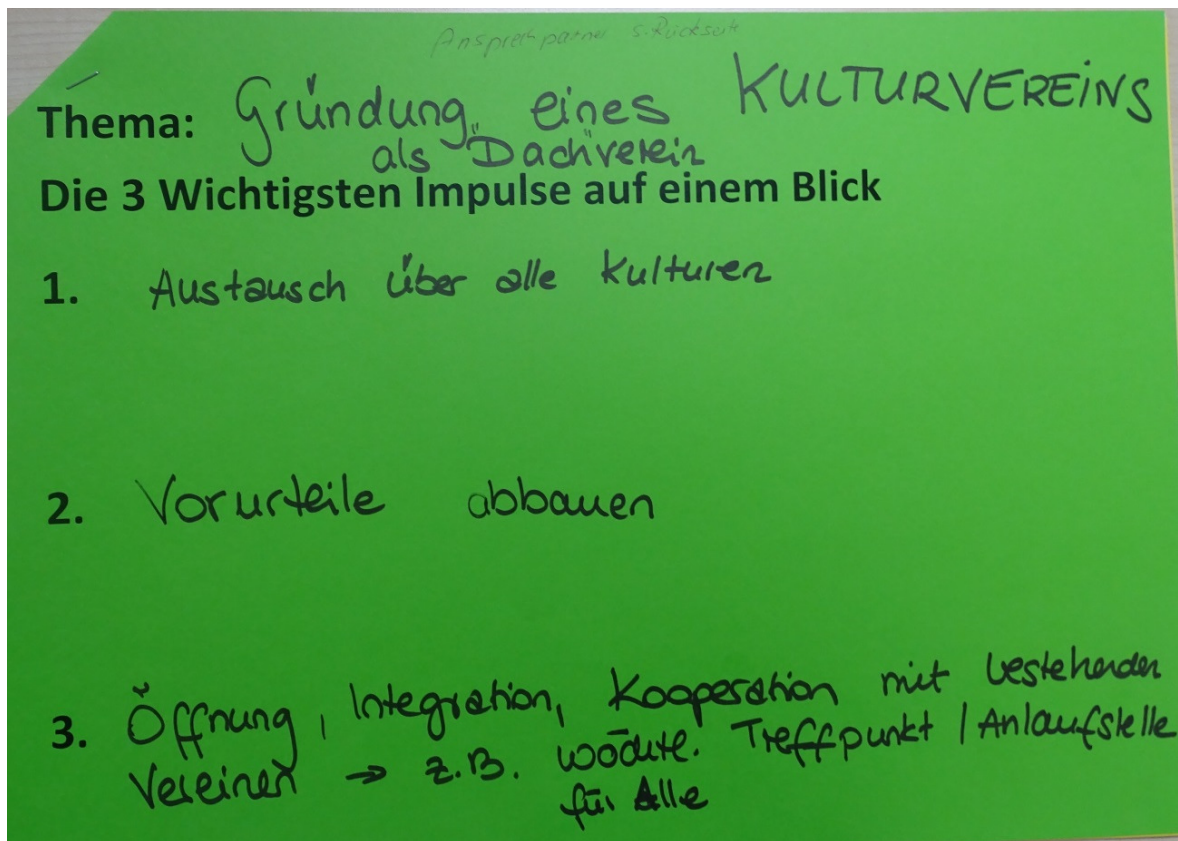 Ansprechpartner s. Rückseite
Thema: Gründung eines KULTURVEREINS
als "Dachverein"
Die 3 Wichtigsten Impulse auf einem Blick
1. Austausch über alle Kulturen
2. Vorurteile abbauen
3. Öffnung, Integration, Kooperation mit bestehenden
Vereinen → z.B. wöchtl. Treffpunkt / Anlaufstelle
für Alle